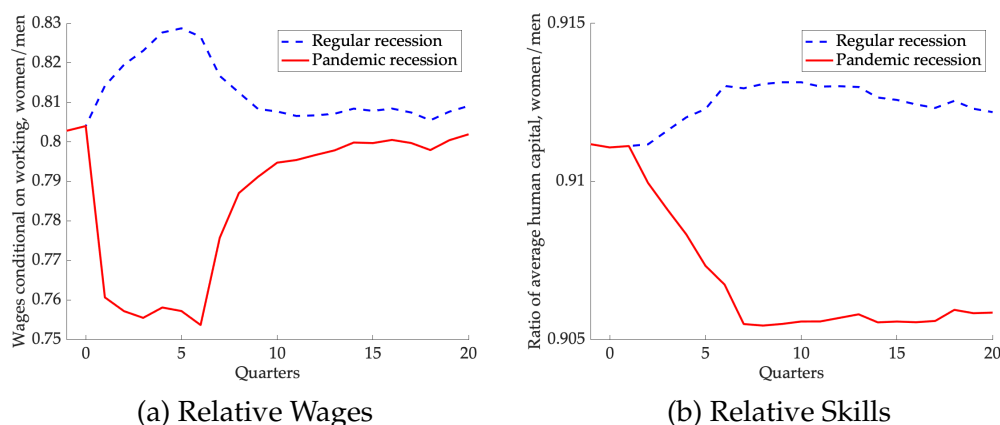 Wages conditional on working, women/men
0.83
0.82
0.81
0.8
0.79
0.78
0.77
0.76
0.75
Regular recession
Pandemic recession
0 5 10 15 20
Quarters
(a) Relative Wages
Ratio of average human capital, women/men
0.915
0.91
0.905
Regular recession
Pandemic recession
0 5 10 15 20
Quarters
(b) Relative Skills